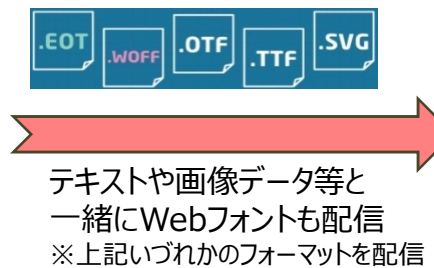 .EOT
.WOFF
.OTF
.TTF
.SVG
テキストや画像データ等と
一緒にWebフォントも配信
※上記いづれかのフォーマットを配信